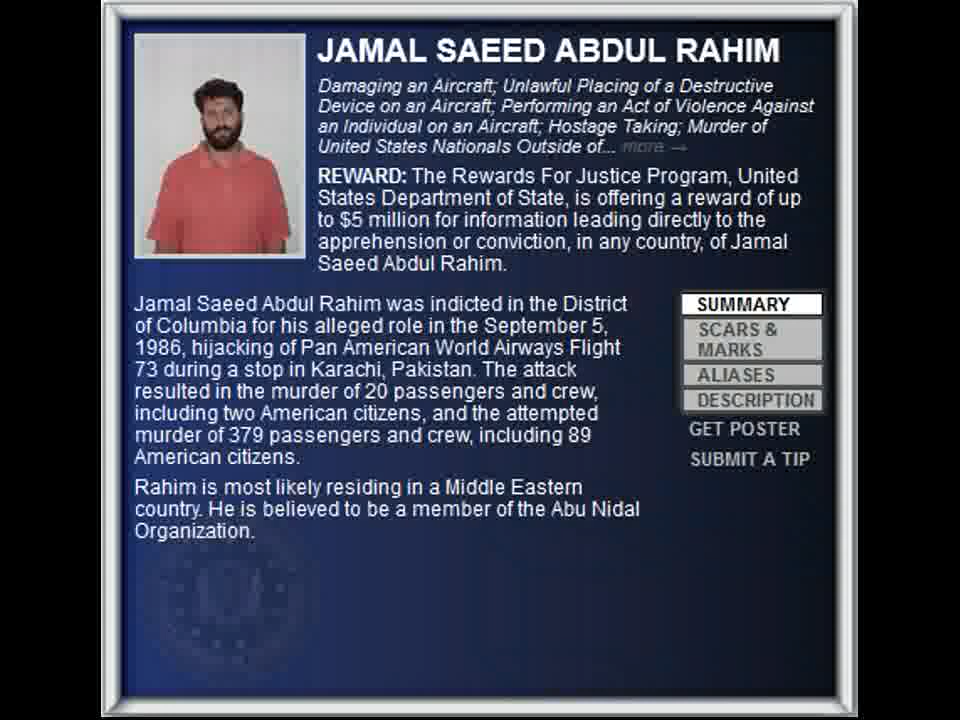 JAMAL SAEED ABDUL RAHIM
Damaging an Aircraft; Unlawful Placing of a Destructive
Device on an Aircraft; Performing an Act of Violence Against
an Individual on an Aircraft; Hostage Taking; Murder of
United States Nationals Outside of... more →
REWARD: The Rewards For Justice Program, United
States Department of State, is offering a reward of up
to $5 million for information leading directly to the
apprehension or conviction, in any country, of Jamal
Saeed Abdul Rahim.
Jamal Saeed Abdul Rahim was indicted in the District
of Columbia for his alleged role in the September 5,
1986, hijacking of Pan American World Airways Flight
73 during a stop in Karachi, Pakistan. The attack
resulted in the murder of 20 passengers and crew,
including two American citizens, and the attempted
murder of 379 passengers and crew, including 89
American citizens.
Rahim is most likely residing in a Middle Eastern
country. He is believed to be a member of the Abu Nidal
Organization.
SUMMARY
SCARS &
MARKS
ALIASES
DESCRIPTION
GET POSTER
SUBMIT A TIP